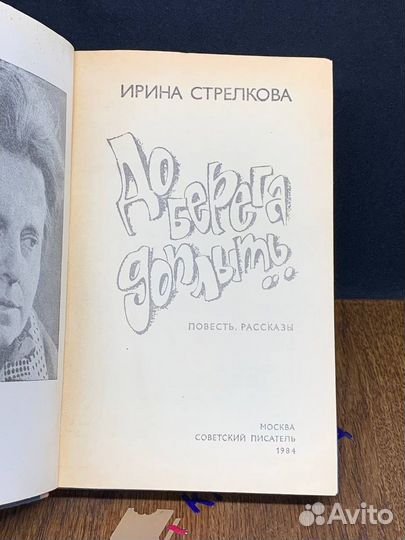 ИРИНА СТРЕЛКОВА
До
берега
доплыть...
ПОВЕСТЬ. РАССКАЗЫ
МОСКВА
СОВЕТСКИЙ ПИСАТЕЛЬ
1984
Avito